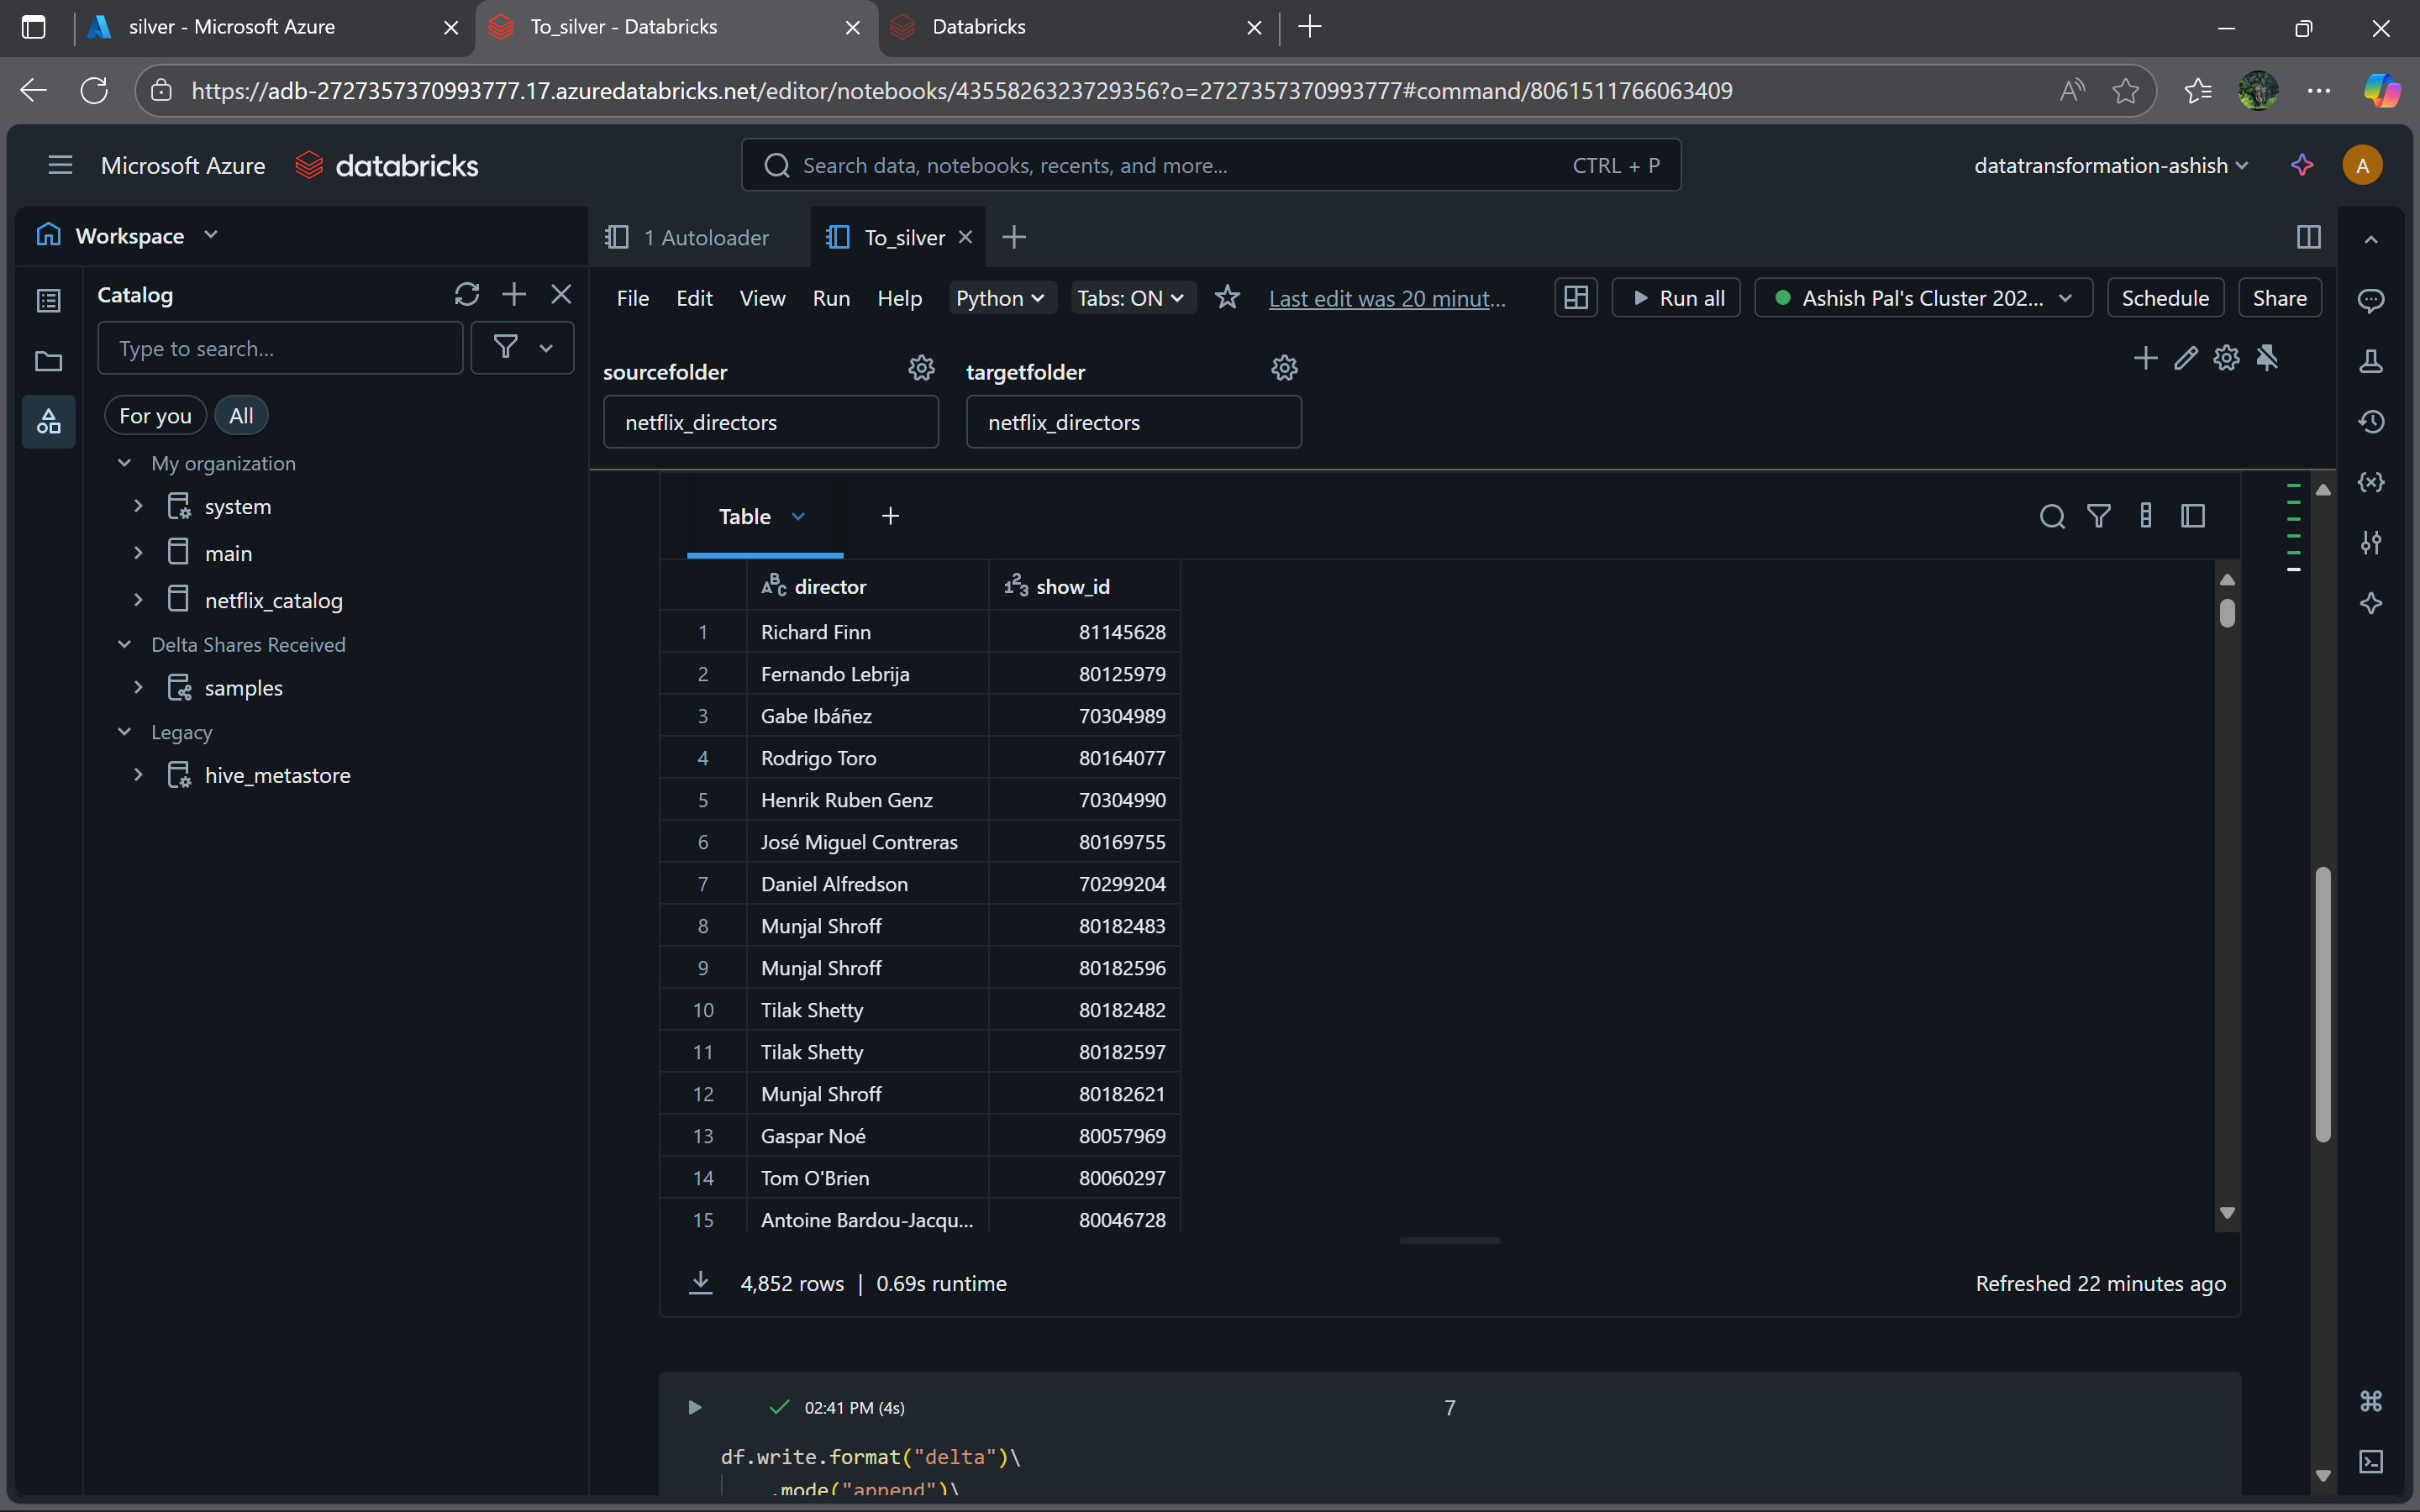 silver - Microsoft Azure
To_silver - Databricks
Databricks
https://adb-2727357370993777.17.azuredatabricks.net/editor/notebooks/4355826323729356?o=2727357370993777#command/8061511766063409
Microsoft Azure
databricks
Search data, notebooks, recents, and more...
CTRL + P
datatransformation-ashish
A
Workspace
1 Autoloader
To_silver
Catalog
File Edit View Run Help Python Tabs: ON Last edit was 20 minut... Run all Ashish Pal's Cluster 202... Schedule Share
Type to search...
For you
All
My organization
system
main
netflix_catalog
Delta Shares Received
samples
Legacy
hive_metastore
sourcefolder
targetfolder
netflix_directors
netflix_directors
Table
director show_id
1 Richard Finn 81145628
2 Fernando Lebrija 80125979
3 Gabe Ibáñez 70304989
4 Rodrigo Toro 80164077
5 Henrik Ruben Genz 70304990
6 José Miguel Contreras 80169755
7 Daniel Alfredson 70299204
8 Munjal Shroff 80182483
9 Munjal Shroff 80182596
10 Tilak Shetty 80182482
11 Tilak Shetty 80182597
12 Munjal Shroff 80182621
13 Gaspar Noé 80057969
14 Tom O'Brien 80060297
15 Antoine Bardou-Jacqu... 80046728
4,852 rows | 0.69s runtime
Refreshed 22 minutes ago
02:41 PM (4s)
7
df.write.format("delta")\
.mode("append")\